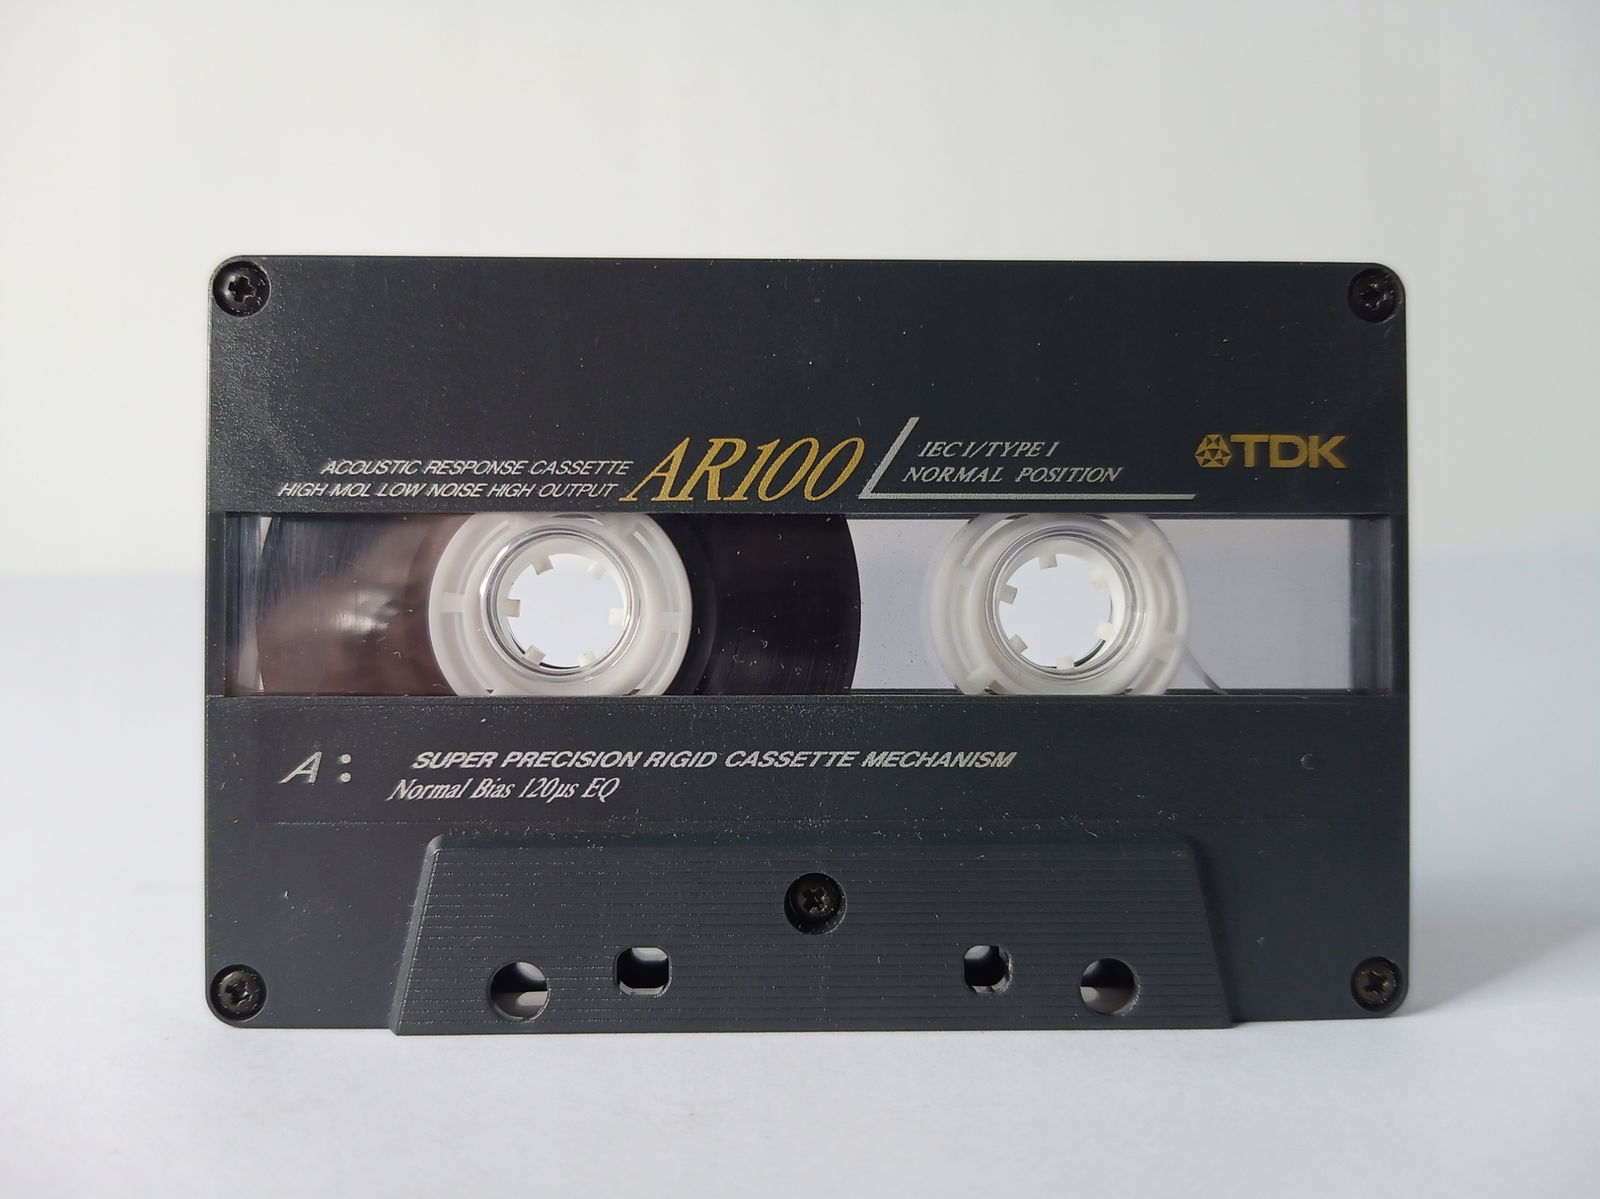 ACOUSTIC RESPONSE CASSETTE
HIGH MOL LOW NOISE HIGH OUTPUT
AR100
IEC I/TYPE I
NORMAL POSITION
TDK
A:
SUPER PRECISION RIGID CASSETTE MECHANISM
Normal Bias 120µs EQ